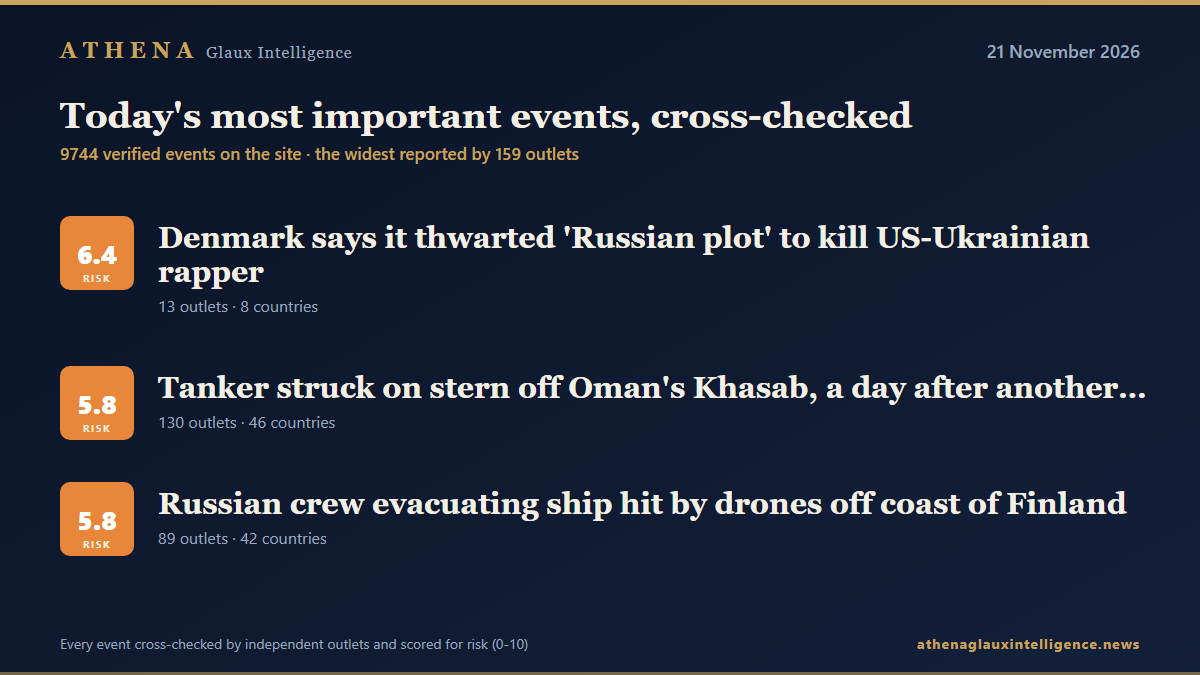 ATHENA Glaux Intelligence
21 November 2026
Today's most important events, cross-checked
9744 verified events on the site · the widest reported by 159 outlets
6.4
RISK
Denmark says it thwarted 'Russian plot' to kill US-Ukrainian
rapper
13 outlets · 8 countries
5.8
RISK
Tanker struck on stern off Oman's Khasab, a day after another...
130 outlets · 46 countries
5.8
RISK
Russian crew evacuating ship hit by drones off coast of Finland
89 outlets · 42 countries
Every event cross-checked by independent outlets and scored for risk (0-10)
athenaglauxintelligence.news